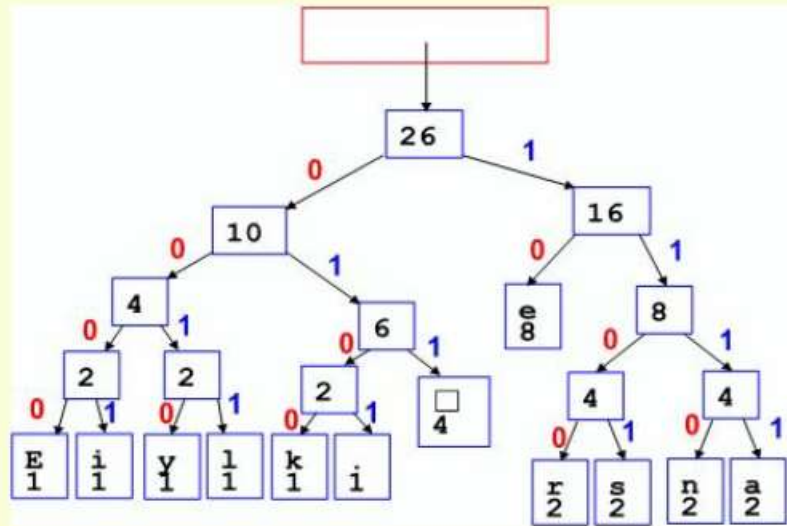 26
0 1
10 16
0 1 0 1
4 6 e 8
0 1 0 1 8 0 1
2 2 2 □ 4 4
0 1 0 1 0 1 4 0 1 0 1
E i y l k . r s n a
1 1 1 1 1 1 2 2 2 2